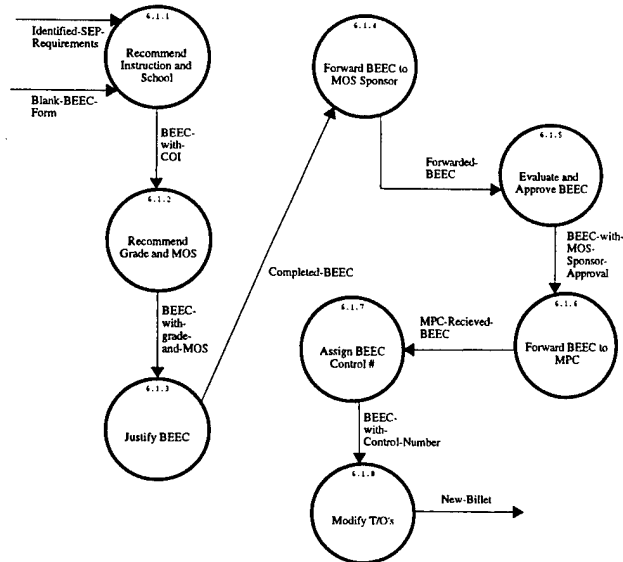 6.1.1
Identified-SEP-
Requirements
Recommend
Instruction and
School
Blank-BEEC-
Form
BEEC-
with-
COI
6.1.2
Recommend
Grade and MOS
BEEC-
with-
grade-
and-MOS
6.1.3
Justify BEEC
Completed-BEEC
6.1.4
Forward BEEC to
MOS Sponsor
Forwarded-
BEEC
6.1.5
Evaluate and
Approve BEEC
BEEC-with-
MOS-
Sponsor-
Approval
6.1.6
Forward BEEC to
MPC
MPC-Recieved-
BEEC
6.1.7
Assign BEEC
Control #
BEEC-
with-
Control-Number
6.1.8
Modify T/O's
New-Billet